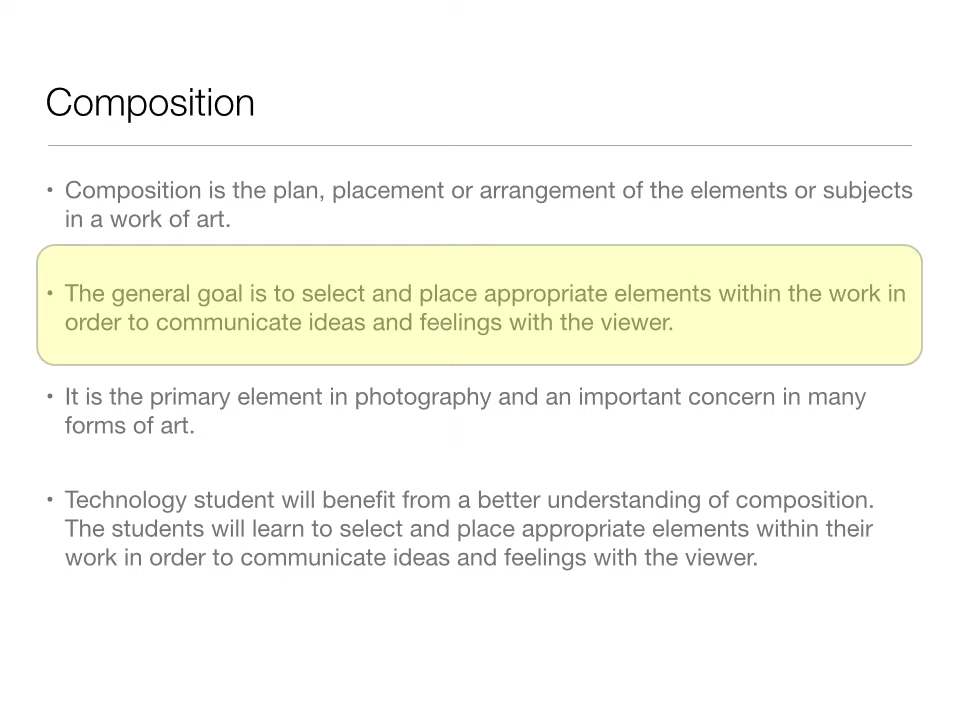 Composition
• Composition is the plan, placement or arrangement of the elements or subjects
in a work of art.
• The general goal is to select and place appropriate elements within the work in
order to communicate ideas and feelings with the viewer.
• It is the primary element in photography and an important concern in many
forms of art.
• Technology student will benefit from a better understanding of composition.
The students will learn to select and place appropriate elements within their
work in order to communicate ideas and feelings with the viewer.